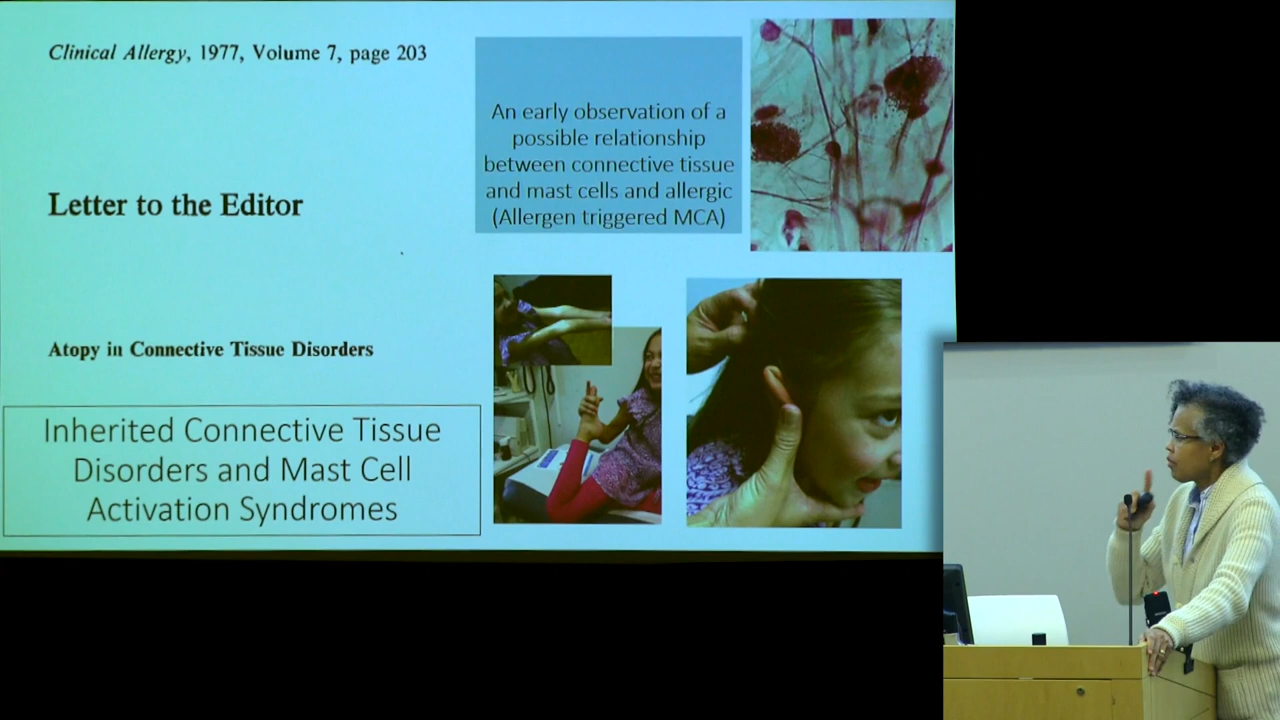 Clinical Allergy, 1977, Volume 7, page 203
Letter to the Editor
Atopy in Connective Tissue Disorders
Inherited Connective Tissue
Disorders and Mast Cell
Activation Syndromes
An early observation of a
possible relationship
between connective tissue
and mast cells and allergic
(Allergen triggered MCA)